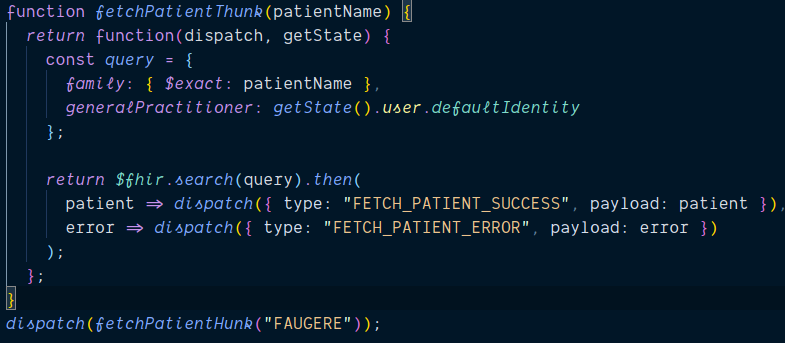 function fetchPatientThunk(patientName) {
  return function(dispatch, getState) {
    const query = {
      family: { $exact: patientName },
      generalPractitioner: getState().user.defaultIdentity
    };

    return $fhir.search(query).then(
      patient => dispatch({ type: "FETCH_PATIENT_SUCCESS", payload: patient }),
      error => dispatch({ type: "FETCH_PATIENT_ERROR", payload: error })
    );
  };
}
dispatch(fetchPatientHunk("FAUGERE"));